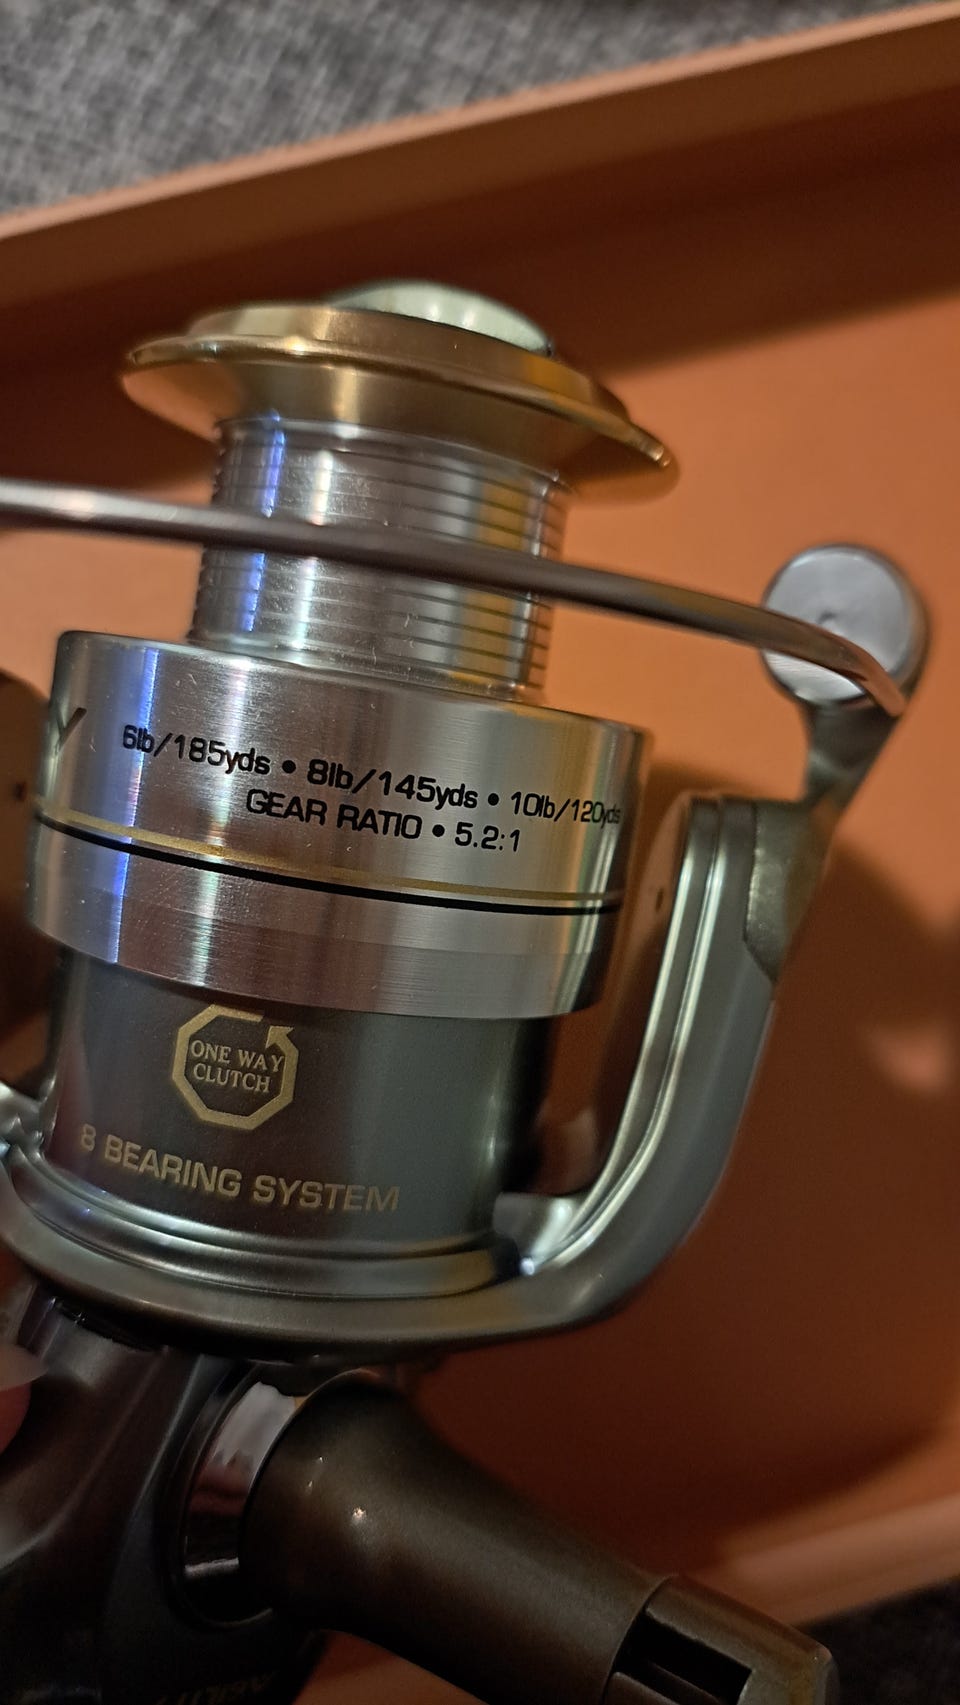 Y
6lb/185yds • 8lb/145yds • 10lb/120yds
GEAR RATIO • 5.2:1
ONE WAY
CLUTCH
8 BEARING SYSTEM